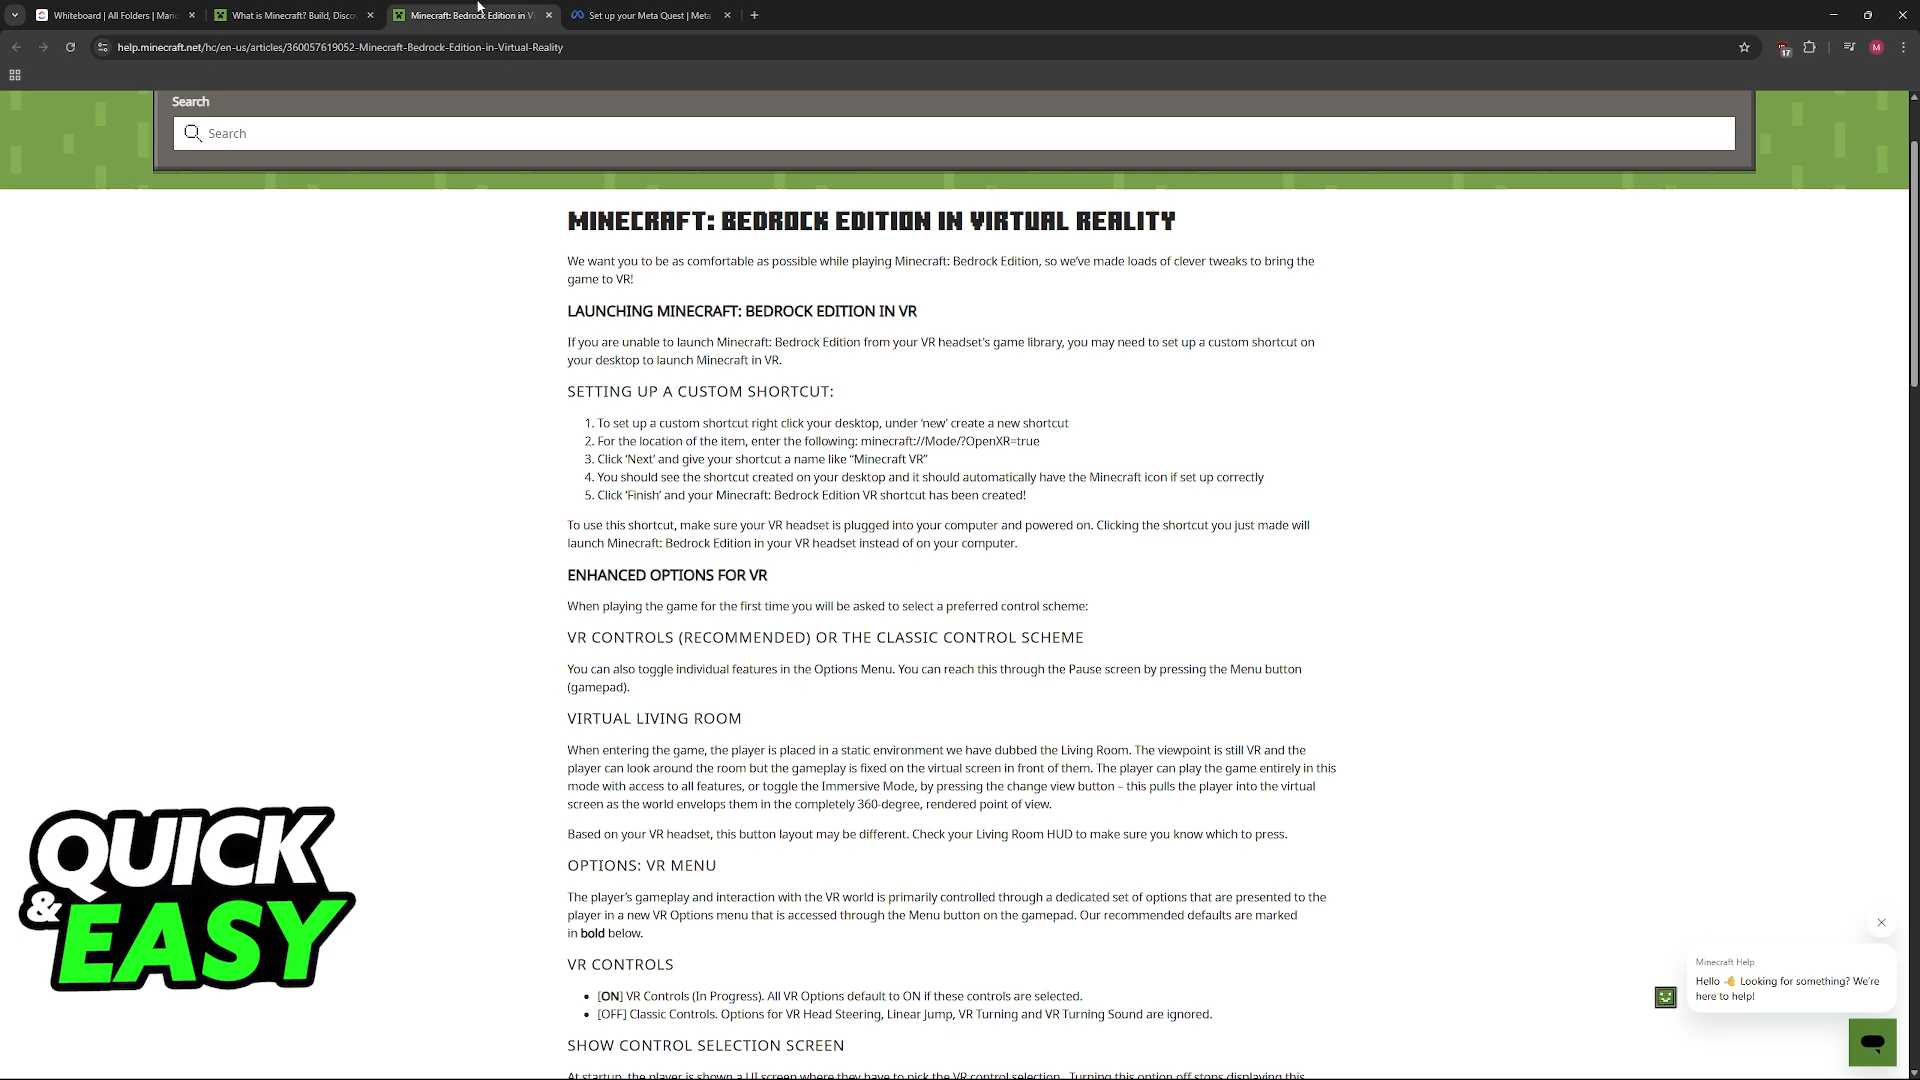 Whiteboard | All Folders | Maric
What is Minecraft? Build, Disco
Minecraft: Bedrock Edition in Vi
Set up your Meta Quest | Meta
help.minecraft.net/hc/en-us/articles/360057619052-Minecraft-Bedrock-Edition-in-Virtual-Reality
17
M
Search
Search
MINECRAFT: BEDROCK EDITION IN VIRTUAL REALITY
We want you to be as comfortable as possible while playing Minecraft: Bedrock Edition, so we've made loads of clever tweaks to bring the
game to VR!
LAUNCHING MINECRAFT: BEDROCK EDITION IN VR
If you are unable to launch Minecraft: Bedrock Edition from your VR headset's game library, you may need to set up a custom shortcut on
your desktop to launch Minecraft in VR.
SETTING UP A CUSTOM SHORTCUT:
1. To set up a custom shortcut right click your desktop, under 'new' create a new shortcut
2. For the location of the item, enter the following: minecraft://Mode/?OpenXR=true
3. Click 'Next' and give your shortcut a name like "Minecraft VR"
4. You should see the shortcut created on your desktop and it should automatically have the Minecraft icon if set up correctly
5. Click 'Finish' and your Minecraft: Bedrock Edition VR shortcut has been created!
To use this shortcut, make sure your VR headset is plugged into your computer and powered on. Clicking the shortcut you just made will
launch Minecraft: Bedrock Edition in your VR headset instead of on your computer.
ENHANCED OPTIONS FOR VR
When playing the game for the first time you will be asked to select a preferred control scheme:
VR CONTROLS (RECOMMENDED) OR THE CLASSIC CONTROL SCHEME
You can also toggle individual features in the Options Menu. You can reach this through the Pause screen by pressing the Menu button
(gamepad).
VIRTUAL LIVING ROOM
When entering the game, the player is placed in a static environment we have dubbed the Living Room. The viewpoint is still VR and the
player can look around the room but the gameplay is fixed on the virtual screen in front of them. The player can play the game entirely in this
mode with access to all features, or toggle the Immersive Mode, by pressing the change view button – this pulls the player into the virtual
screen as the world envelops them in the completely 360-degree, rendered point of view.
Based on your VR headset, this button layout may be different. Check your Living Room HUD to make sure you know which to press.
OPTIONS: VR MENU
The player's gameplay and interaction with the VR world is primarily controlled through a dedicated set of options that are presented to the
player in a new VR Options menu that is accessed through the Menu button on the gamepad. Our recommended defaults are marked
in bold below.
VR CONTROLS
• [ON] VR Controls (In Progress). All VR Options default to ON if these controls are selected.
• [OFF] Classic Controls. Options for VR Head Steering, Linear Jump, VR Turning and VR Turning Sound are ignored.
SHOW CONTROL SELECTION SCREEN
At startup, the player is shown a UI screen where they have to pick the VR control selection. Turning this option off stops displaying this
QUICK
& EASY
Minecraft Help
Hello 👋 Looking for something? We're
here to help!